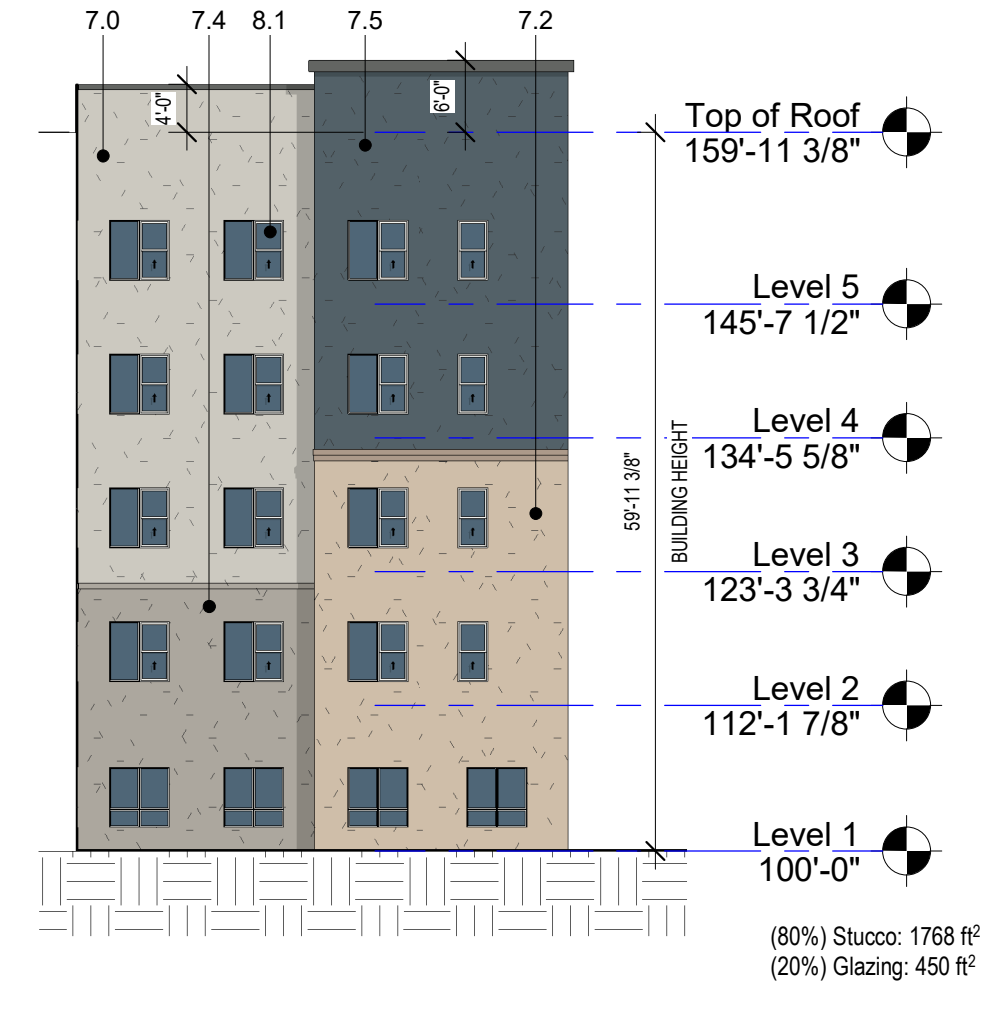 7.0 7.4 8.1 7.5 7.2
4'-0"
6'-0"
Top of Roof
159'-11 3/8"
Level 5
145'-7 1/2"
Level 4
134'-5 5/8"
59'-11 3/8"
BUILDING HEIGHT
Level 3
123'-3 3/4"
Level 2
112'-1 7/8"
Level 1
100'-0"
(80%) Stucco: 1768 ft²
(20%) Glazing: 450 ft²